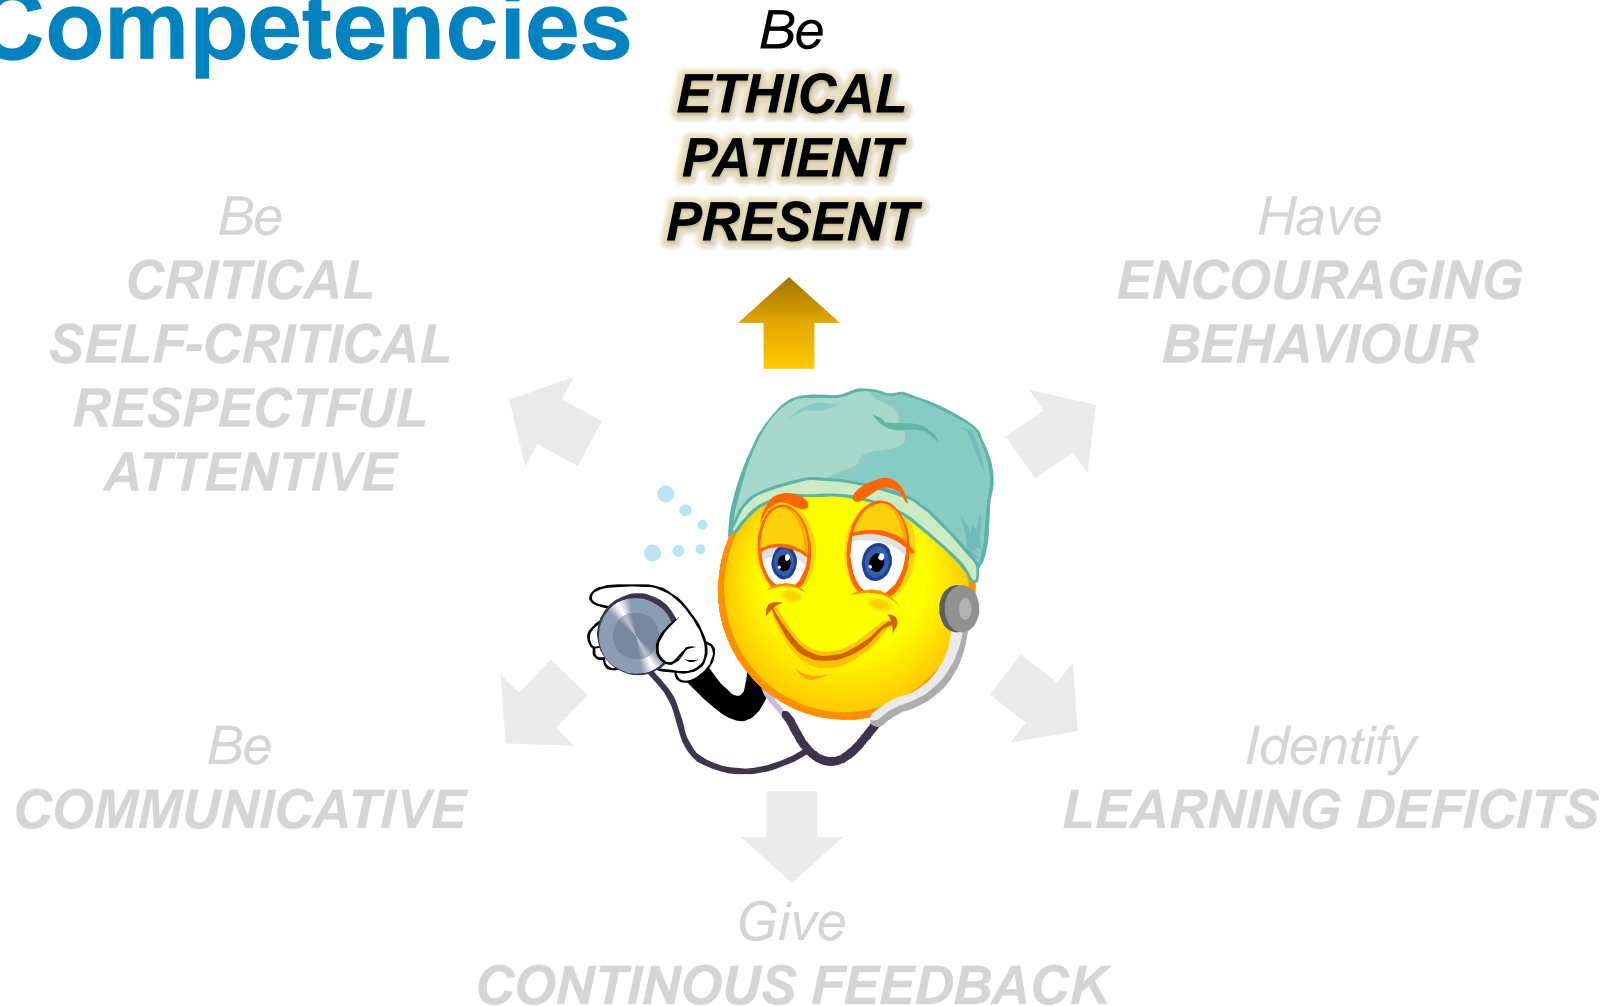 Competencies
Be
ETHICAL
PATIENT
PRESENT
Have
ENCOURAGING
BEHAVIOUR
Identify
LEARNING DEFICITS
Give
CONTINOUS FEEDBACK
Be
COMMUNICATIVE
Be
CRITICAL
SELF-CRITICAL
RESPECTFUL
ATTENTIVE